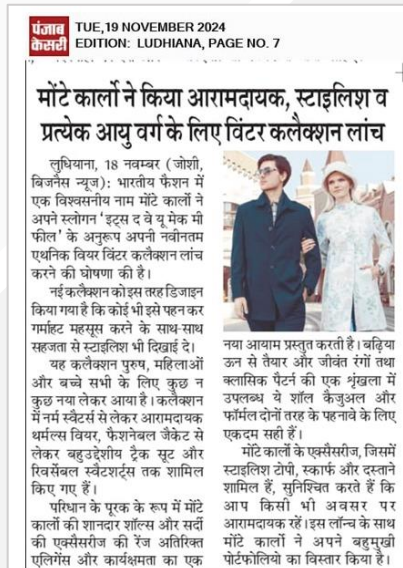 पंजाब
केसरी
TUE,19 NOVEMBER 2024
EDITION: LUDHIANA, PAGE NO. 7
मोंटे कार्लो ने किया आरामदायक, स्टाइलिश व
प्रत्येक आयु वर्ग के लिए विंटर कलैक्शन लांच
लुधियाना, 18 नवम्बर (जोशी,
बिजनैस न्यूज): भारतीय फैशन में
एक विश्वसनीय नाम मोंटे कार्लो ने
अपने स्लोगन ‘इट्स द वे यू मेक मी
फील’ के अनुरूप अपनी नवीनतम
एथनिक वियर विंटर कलैक्शन लांच
करने की घोषणा की है।
नई कलैक्शन को इस तरह डिजाइन
किया गया है कि कोई भी इसे पहन कर
गर्माहट महसूस करने के साथ-साथ
सहजता से स्टाइलिश भी दिखाई दे।
यह कलैक्शन पुरुष, महिलाओं
और बच्चे सभी के लिए कुछ न
कुछ नया लेकर आया है। कलैक्शन
में नर्म स्वैटर्स से लेकर आरामदायक
थर्मल्स वियर, फैशनेबल जैकेट से
लेकर बहुउद्देशीय ट्रैक सूट और
रिवर्सेबल स्वैटशर्ट्स तक शामिल
किए गए हैं।
परिधान के पूरक के रूप में मोंटे
कार्लो की शानदार शॉल्स और सर्दी
की एक्सैसरीज की रेंज अतिरिक्त
एलिगेंस और कार्यक्षमता का एक
नया आयाम प्रस्तुत करती है। बढ़िया
ऊन से तैयार और जीवंत रंगों तथा
क्लासिक पैटर्न की एक शृंखला में
उपलब्ध ये शॉल कैजुअल और
फॉर्मल दोनों तरह के पहनावे के लिए
एकदम सही हैं।
मोंटे कार्लो के एक्सैसरीज, जिसमें
स्टाइलिश टोपी, स्कार्फ और दस्ताने
शामिल हैं, सुनिश्चित करते हैं कि
आप किसी भी अवसर पर
आरामदायक रहें। इस लॉन्च के साथ
मोंटे कार्लो ने अपने बहुमुखी
पोर्टफोलियो का विस्तार किया है।